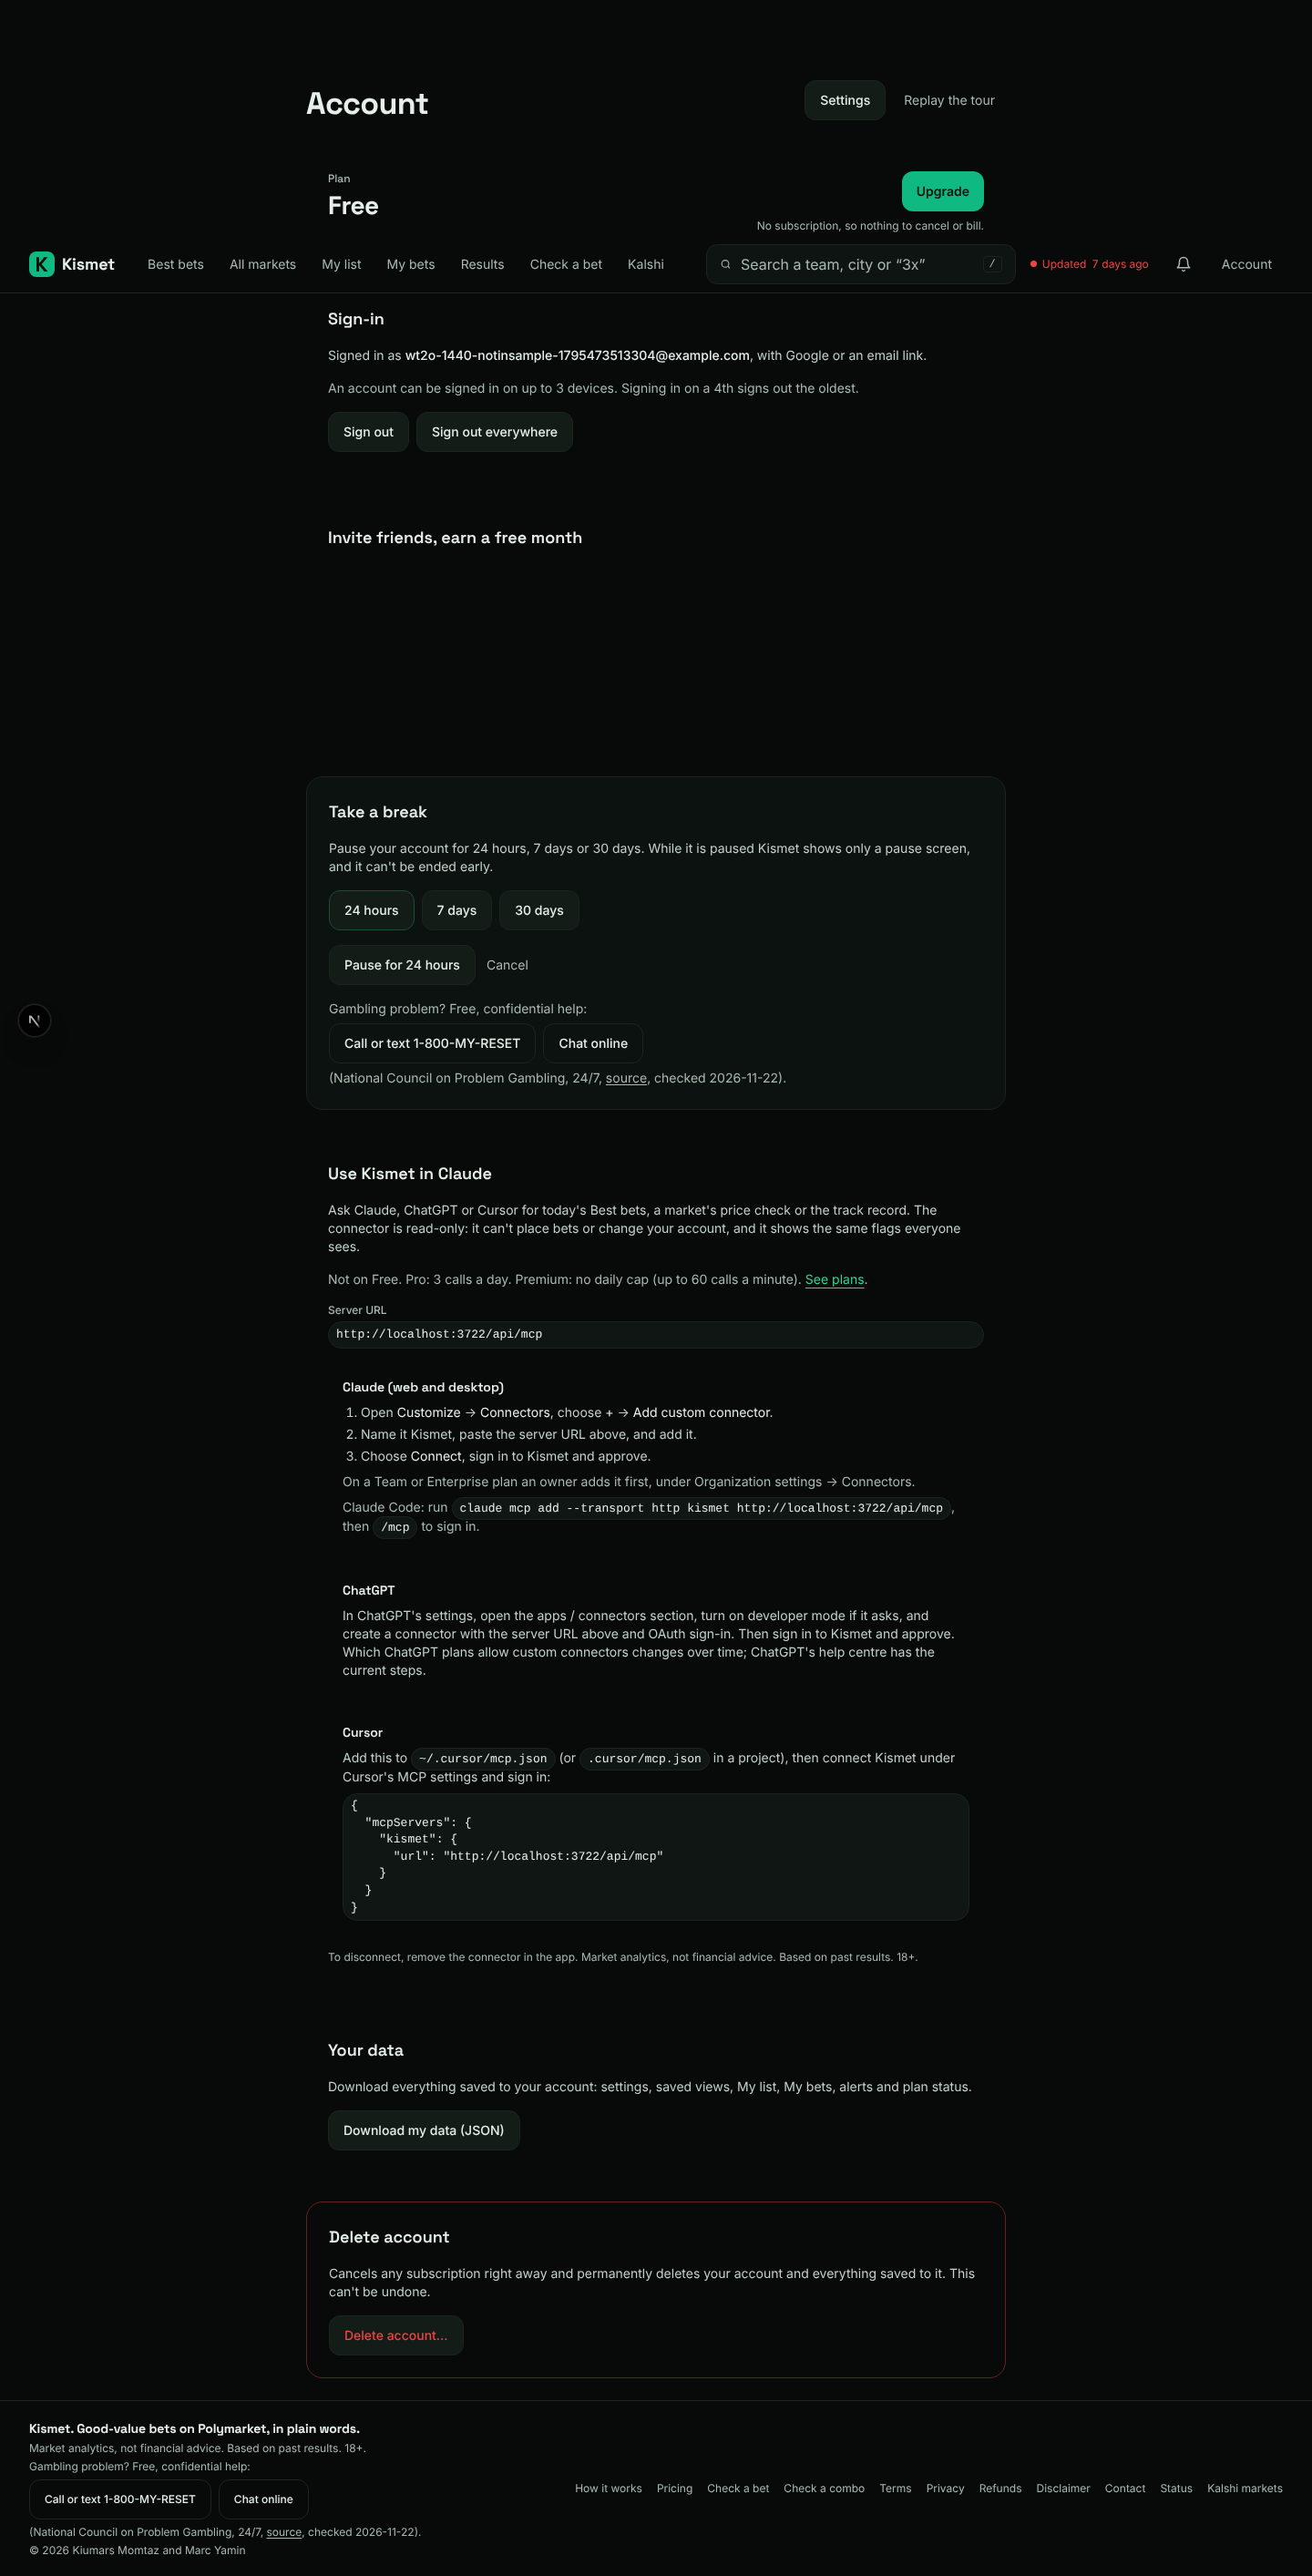 Account
Settings
Replay the tour
Plan
Free
Upgrade
No subscription, so nothing to cancel or bill.
K Kismet
Best bets
All markets
My list
My bets
Results
Check a bet
Kalshi
Search a team, city or “3x”
/
Updated 7 days ago
Account
Sign-in
Signed in as wt2o-1440-notinsample-1795473513304@example.com, with Google or an email link.
An account can be signed in on up to 3 devices. Signing in on a 4th signs out the oldest.
Sign out
Sign out everywhere
Invite friends, earn a free month
Take a break
Pause your account for 24 hours, 7 days or 30 days. While it is paused Kismet shows only a pause screen,
and it can't be ended early.
24 hours
7 days
30 days
Pause for 24 hours
Cancel
Gambling problem? Free, confidential help:
Call or text 1-800-MY-RESET
Chat online
(National Council on Problem Gambling, 24/7, source, checked 2026-11-22).
N
Use Kismet in Claude
Ask Claude, ChatGPT or Cursor for today's Best bets, a market's price check or the track record. The
connector is read-only: it can't place bets or change your account, and it shows the same flags everyone
sees.
Not on Free. Pro: 3 calls a day. Premium: no daily cap (up to 60 calls a minute). See plans.
Server URL
http://localhost:3722/api/mcp
Claude (web and desktop)
1. Open Customize → Connectors, choose + → Add custom connector.
2. Name it Kismet, paste the server URL above, and add it.
3. Choose Connect, sign in to Kismet and approve.
On a Team or Enterprise plan an owner adds it first, under Organization settings → Connectors.
Claude Code: run claude mcp add --transport http kismet http://localhost:3722/api/mcp,
then /mcp to sign in.
ChatGPT
In ChatGPT's settings, open the apps / connectors section, turn on developer mode if it asks, and
create a connector with the server URL above and OAuth sign-in. Then sign in to Kismet and approve.
Which ChatGPT plans allow custom connectors changes over time; ChatGPT's help centre has the
current steps.
Cursor
Add this to ~/.cursor/mcp.json (or .cursor/mcp.json in a project), then connect Kismet under
Cursor's MCP settings and sign in:
{
  "mcpServers": {
    "kismet": {
      "url": "http://localhost:3722/api/mcp"
    }
  }
}
To disconnect, remove the connector in the app. Market analytics, not financial advice. Based on past results. 18+.
Your data
Download everything saved to your account: settings, saved views, My list, My bets, alerts and plan status.
Download my data (JSON)
Delete account
Cancels any subscription right away and permanently deletes your account and everything saved to it. This
can't be undone.
Delete account...
Kismet. Good-value bets on Polymarket, in plain words.
Market analytics, not financial advice. Based on past results. 18+.
Gambling problem? Free, confidential help:
Call or text 1-800-MY-RESET
Chat online
(National Council on Problem Gambling, 24/7, source, checked 2026-11-22).
© 2026 Kiumars Momtaz and Marc Yamin
How it works
Pricing
Check a bet
Check a combo
Terms
Privacy
Refunds
Disclaimer
Contact
Status
Kalshi markets